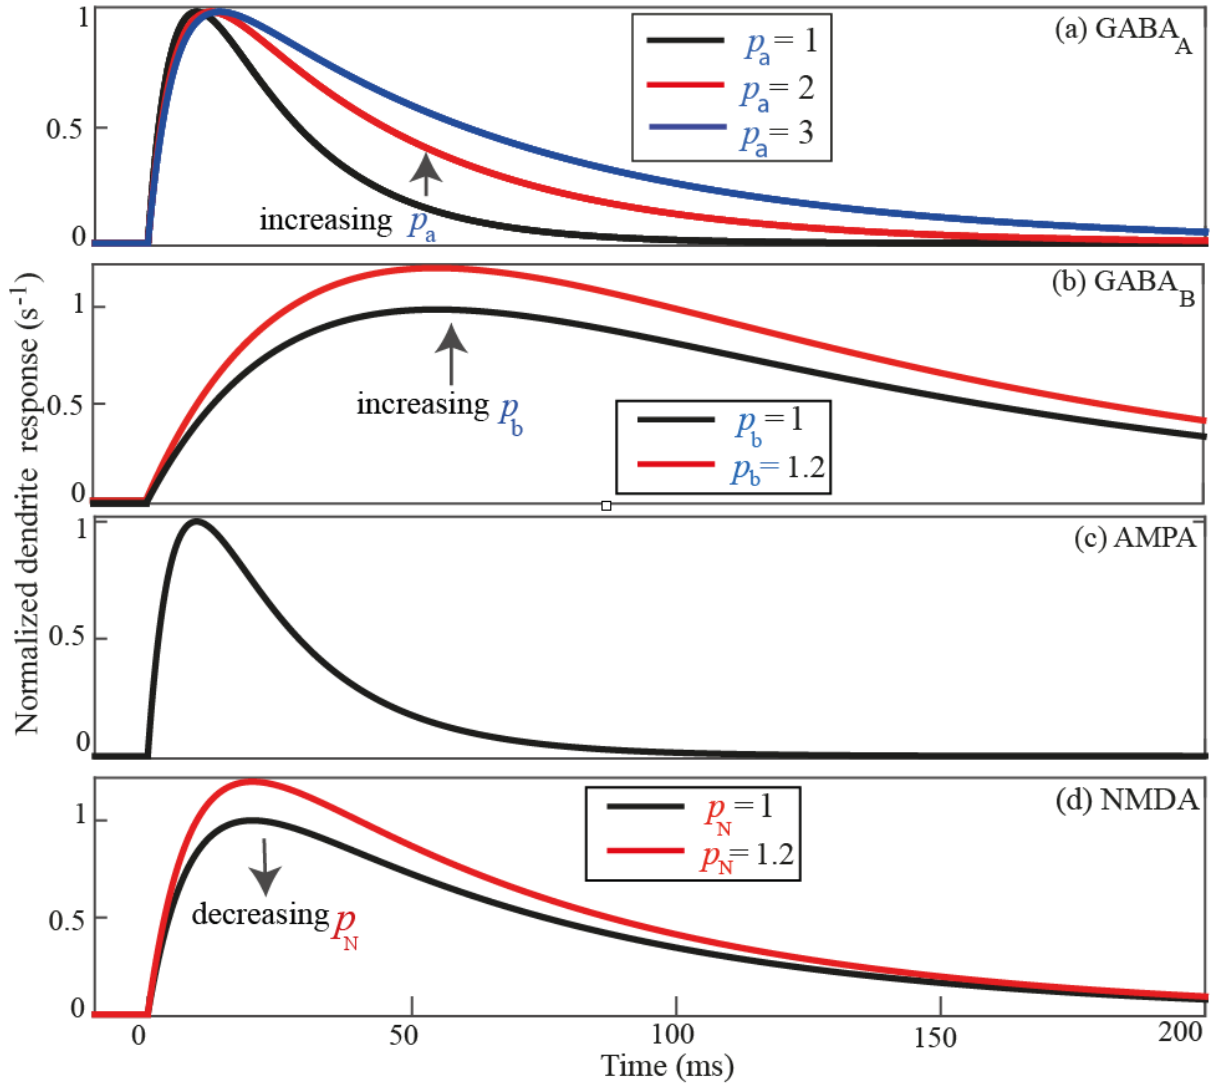 1
0.5
0
(a) GABA_A
p_a = 1
p_a = 2
p_a = 3
increasing p_a
1
0.5
0
(b) GABA_B
increasing p_b
p_b = 1
p_b = 1.2
1
0.5
0
(c) AMPA
1
0.5
0
(d) NMDA
p_N = 1
p_N = 1.2
decreasing p_N
0 50 100 150 200
Time (ms)
Normalized dendrite response (s^-1)